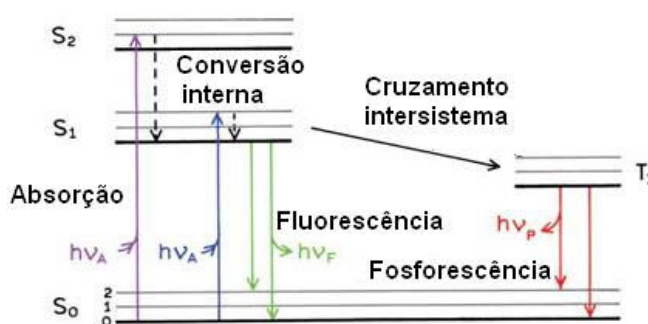 S₂
Conversão
interna
Cruzamento
intersistema
S₁
T
Absorção
Fluorescência
hν_A
hν_A
hν_F
hν_P
Fosforescência
S₀
2
1
0